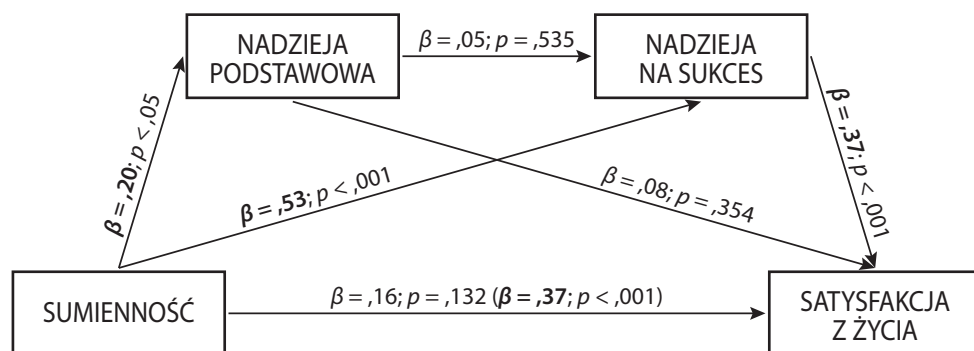 NADZIEJA
PODSTAWOWA
β = ,05; p = ,535
NADZIEJA
NA SUKCES
β = ,20; p < ,05
β = ,53; p < ,001
β = ,08; p = ,354
β = ,37; p < ,001
SUMIENNOŚĆ
β = ,16; p = ,132 (β = ,37; p < ,001)
SATYSFAKCJA
Z ŻYCIA